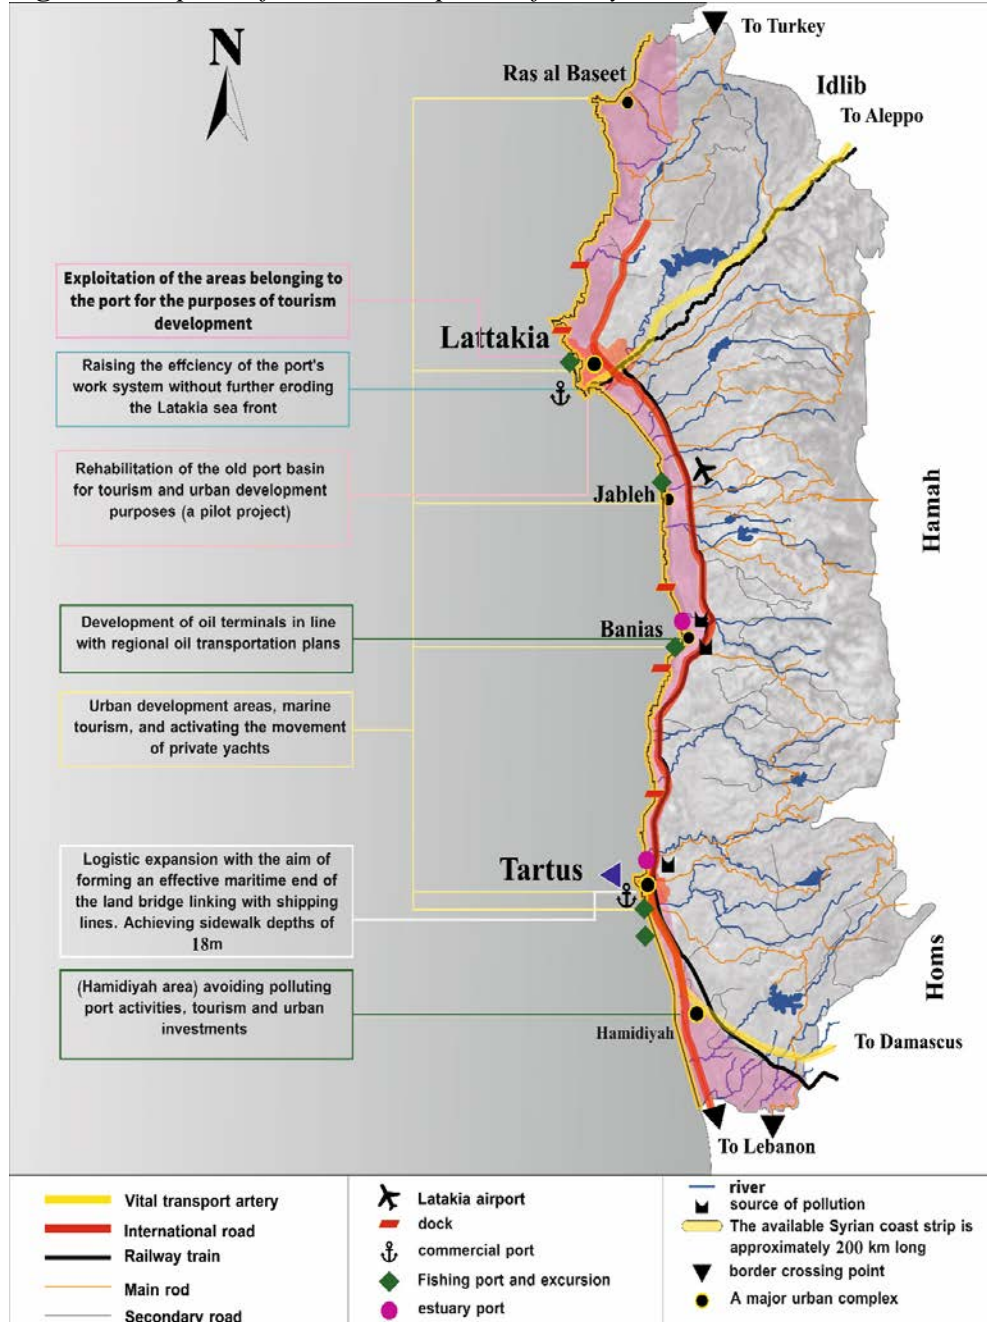 N
To Turkey
Ras al Baseet
Idlib
To Aleppo
Exploitation of the areas belonging to
the port for the purposes of tourism
development
Lattakia
Raising the effciency of the port's
work system without further eroding
the Latakia sea front
Rehabilitation of the old port basin
for tourism and urban development
purposes (a pilot project)
Jableh
Hamah
Development of oil terminals in line
with regional oil transportation plans
Banias
Urban development areas, marine
tourism, and activating the movement
of private yachts
Logistic expansion with the aim of
forming an effective maritime end of
the land bridge linking with shipping
lines. Achieving sidewalk depths of
18m
Tartus
Homs
(Hamidiyah area) avoiding polluting
port activities, tourism and urban
investments
Hamidiyah
To Damascus
To Lebanon
Vital transport artery
International road
Railway train
Main rod
Secondary road
Latakia airport
dock
commercial port
Fishing port and excursion
estuary port
river
source of pollution
The available Syrian coast strip is
approximately 200 km long
border crossing point
A major urban complex